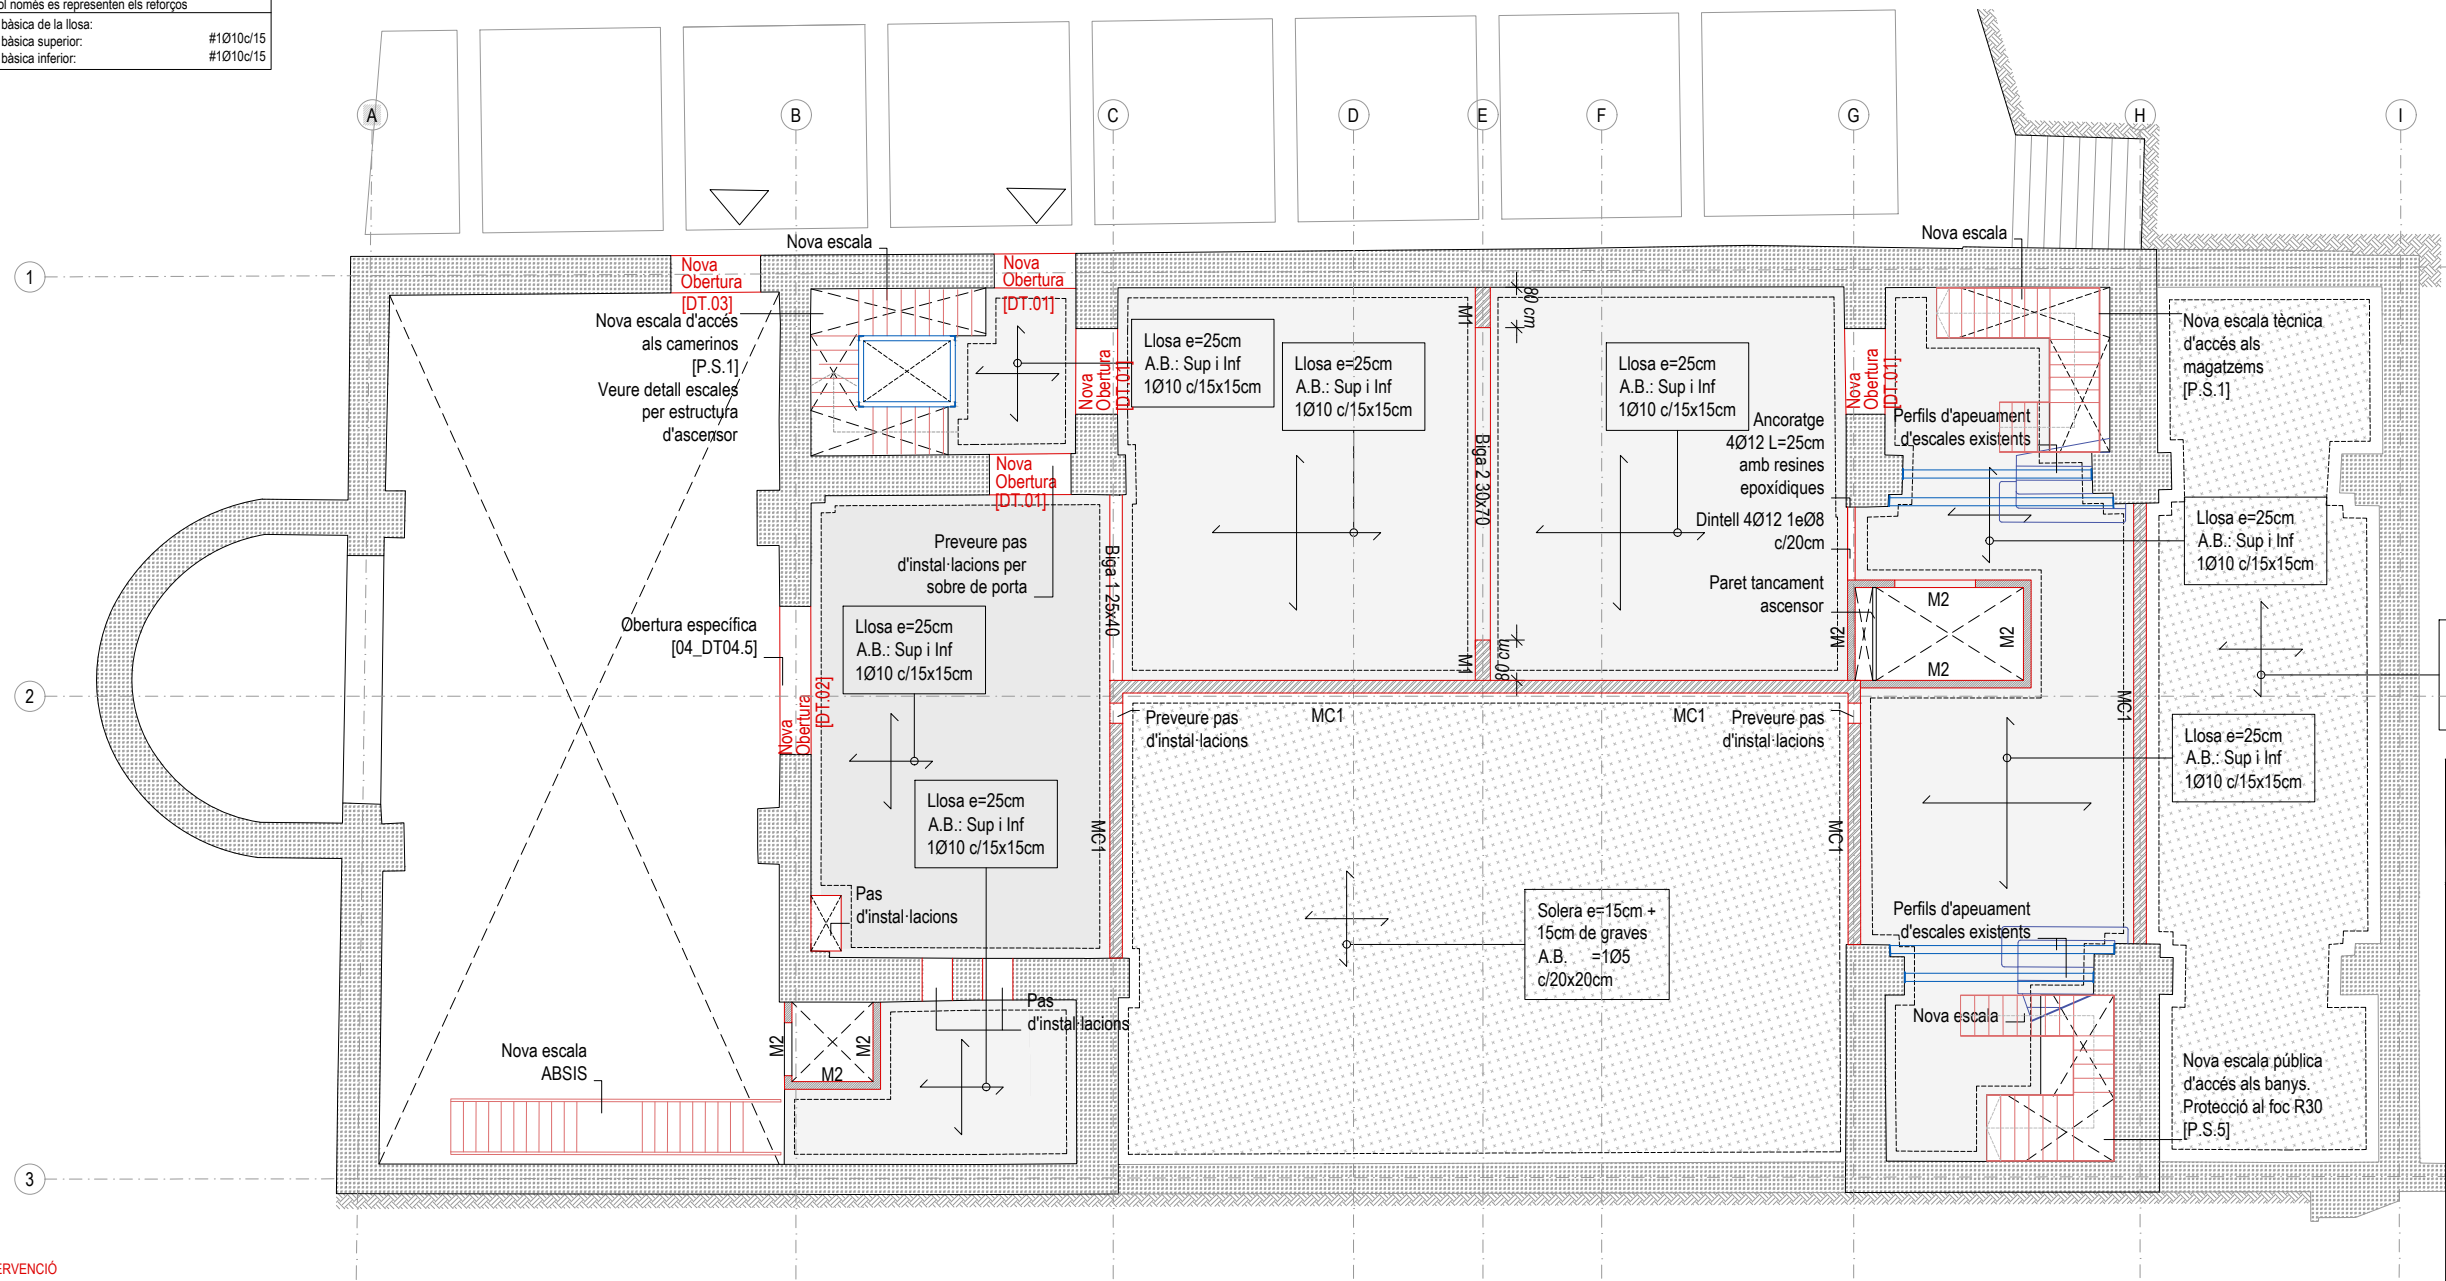 ol només es representen els reforços
bàsica de la llosa:
bàsica superior: #1Ø10c/15
bàsica inferior: #1Ø10c/15
A
B
C
D
E
F
G
H
I
1
2
3
Nova escala
Nova escala
Nova
Obertura
[DT.03]
Nova
Obertura
[DT.01]
Nova escala d'accés
als camerinos
[P.S.1]
Veure detall escales
per estructura
d'ascensor
Nova
Obertura
[DT.01]
Llosa e=25cm
A.B.: Sup i Inf
1Ø10 c/15x15cm
Llosa e=25cm
A.B.: Sup i Inf
1Ø10 c/15x15cm
M1
80 cm
Llosa e=25cm
A.B.: Sup i Inf
1Ø10 c/15x15cm
Nova
Obertura
[DT.01]
Nova escala tècnica
d'accés als
magatzems
[P.S.1]
Perfils d'apeuament
d'escales existents
Ancoratge
4Ø12 L=25cm
amb resines
epoxídiques
Dintell 4Ø12 1eØ8
c/20cm
Paret tancament
ascensor
Nova
Obertura
[DT.01]
Preveure pas
d'instal·lacions per
sobre de porta
Biga 1 25x40
Biga 2 30x70
M1
80 cm
Llosa e=25cm
A.B.: Sup i Inf
1Ø10 c/15x15cm
M2
M2
M2
M2
Obertura específica
[04_DT04.5]
Nova
Obertura
[DT.02]
Llosa e=25cm
A.B.: Sup i Inf
1Ø10 c/15x15cm
Preveure pas
d'instal·lacions
MC1
MC1
Preveure pas
d'instal·lacions
MC1
Llosa e=25cm
A.B.: Sup i Inf
1Ø10 c/15x15cm
Llosa e=25cm
A.B.: Sup i Inf
1Ø10 c/15x15cm
MC1
MC1
Pas
d'instal·lacions
Solera e=15cm +
15cm de graves
A.B. =1Ø5
c/20x20cm
Perfils d'apeuament
d'escales existents
Pas
d'instal·lacions
Nova escala
M2
M2
M2
Nova escala
ABSIS
Nova escala pública
d'accés als banys.
Protecció al foc R30
[P.S.5]
ERVENCIÓ